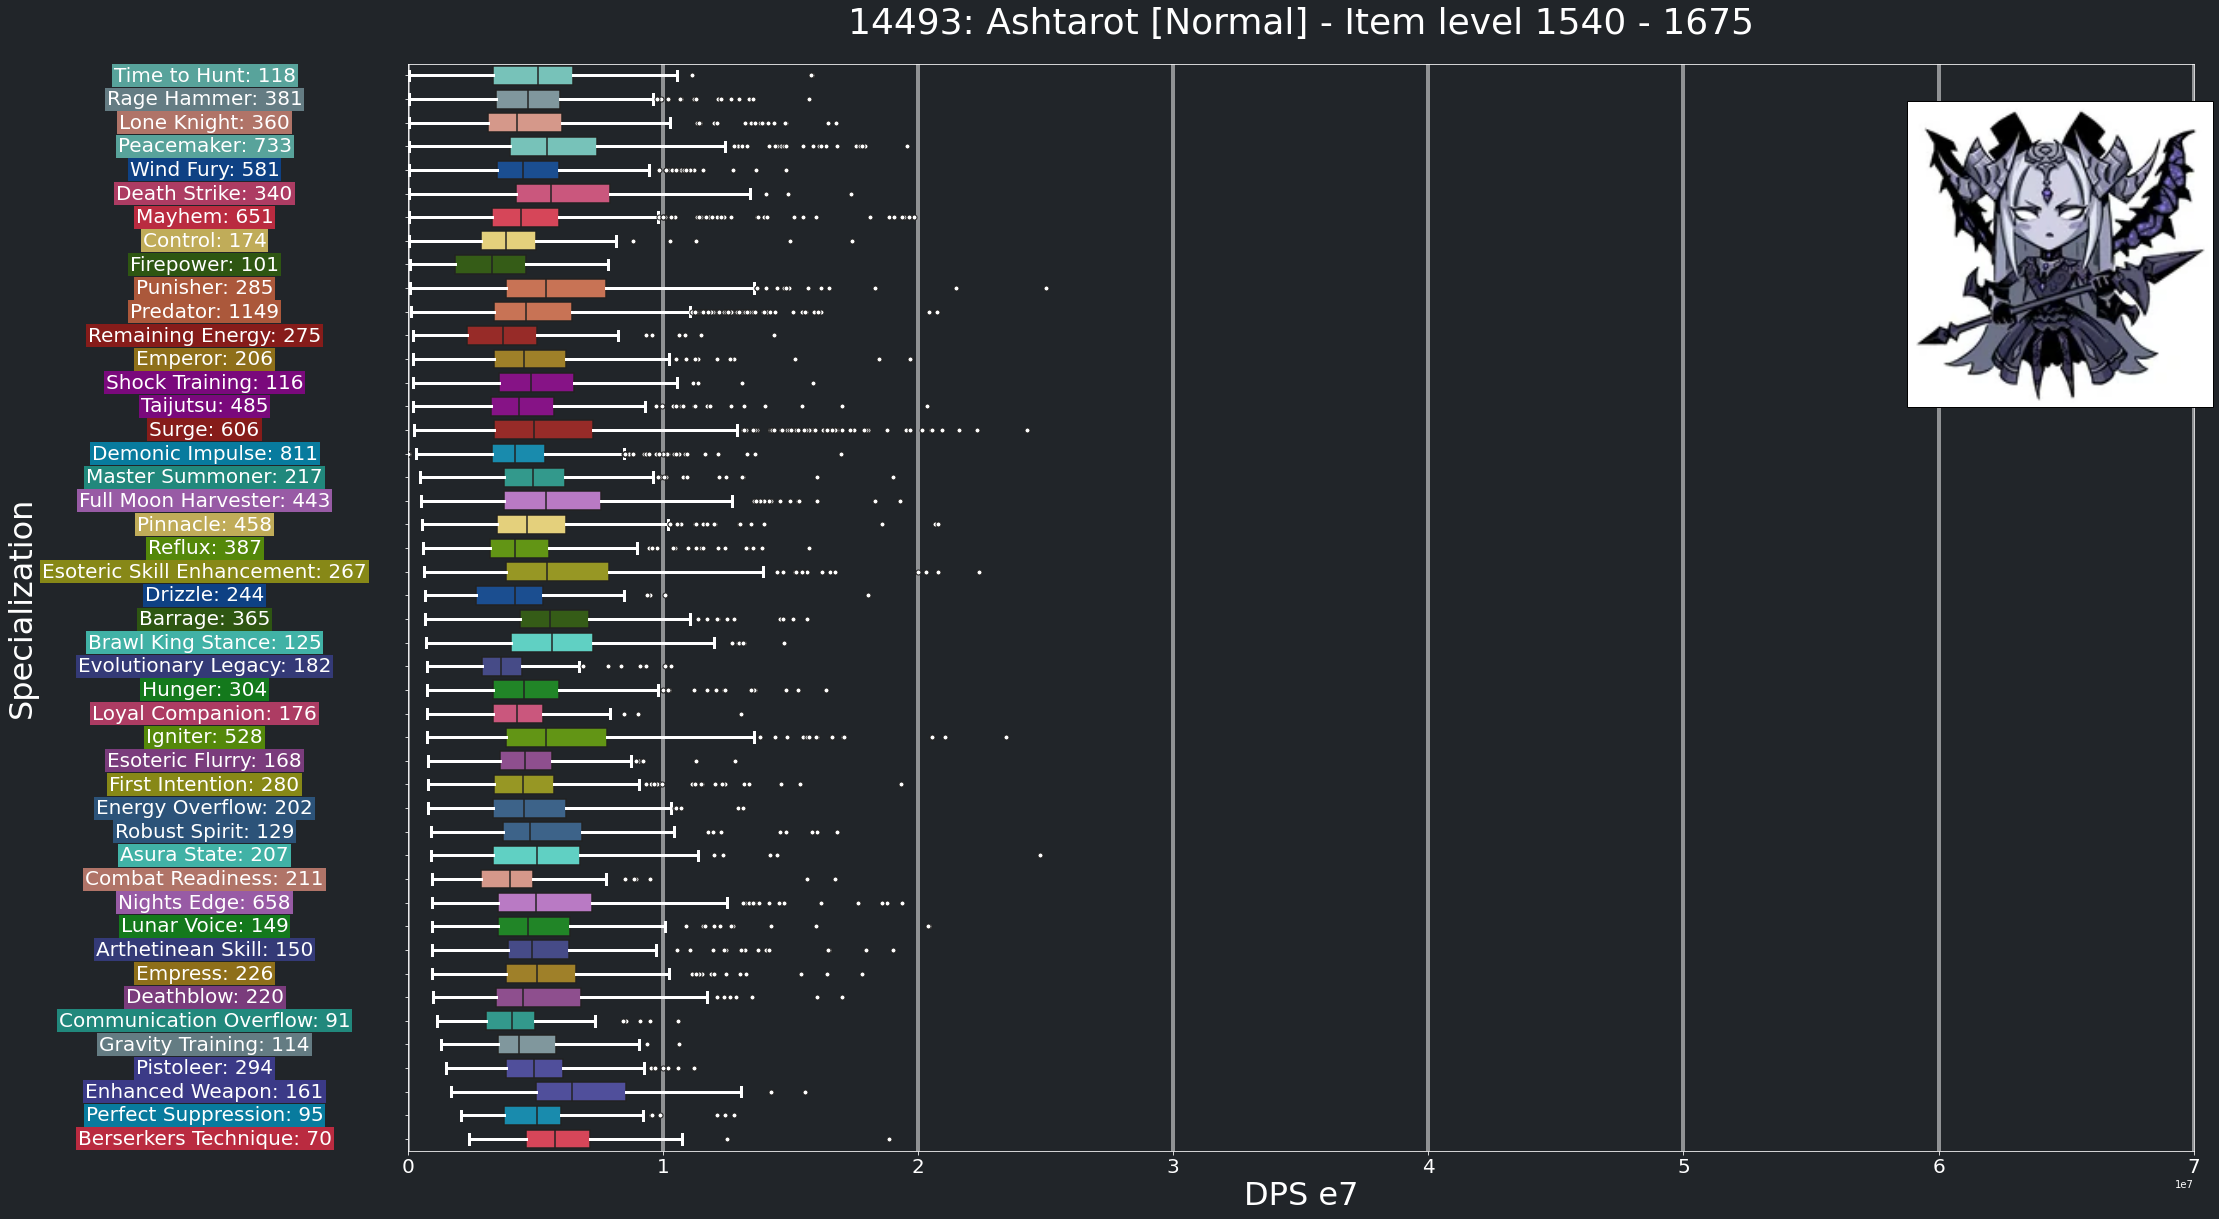 14493: Ashtarot [Normal] - Item level 1540 - 1675
Time to Hunt: 118
Rage Hammer: 381
Lone Knight: 360
Peacemaker: 733
Wind Fury: 581
Death Strike: 340
Mayhem: 651
Control: 174
Firepower: 101
Punisher: 285
Predator: 1149
Remaining Energy: 275
Emperor: 206
Shock Training: 116
Taijutsu: 485
Surge: 606
Demonic Impulse: 811
Master Summoner: 217
Full Moon Harvester: 443
Pinnacle: 458
Reflux: 387
Esoteric Skill Enhancement: 267
Drizzle: 244
Barrage: 365
Brawl King Stance: 125
Evolutionary Legacy: 182
Hunger: 304
Loyal Companion: 176
Igniter: 528
Esoteric Flurry: 168
First Intention: 280
Energy Overflow: 202
Robust Spirit: 129
Asura State: 207
Combat Readiness: 211
Nights Edge: 658
Lunar Voice: 149
Arthetinean Skill: 150
Empress: 226
Deathblow: 220
Communication Overflow: 91
Gravity Training: 114
Pistoleer: 294
Enhanced Weapon: 161
Perfect Suppression: 95
Berserkers Technique: 70
Specialization
0 1 2 3 4 5 6 7
DPS e7
1e7